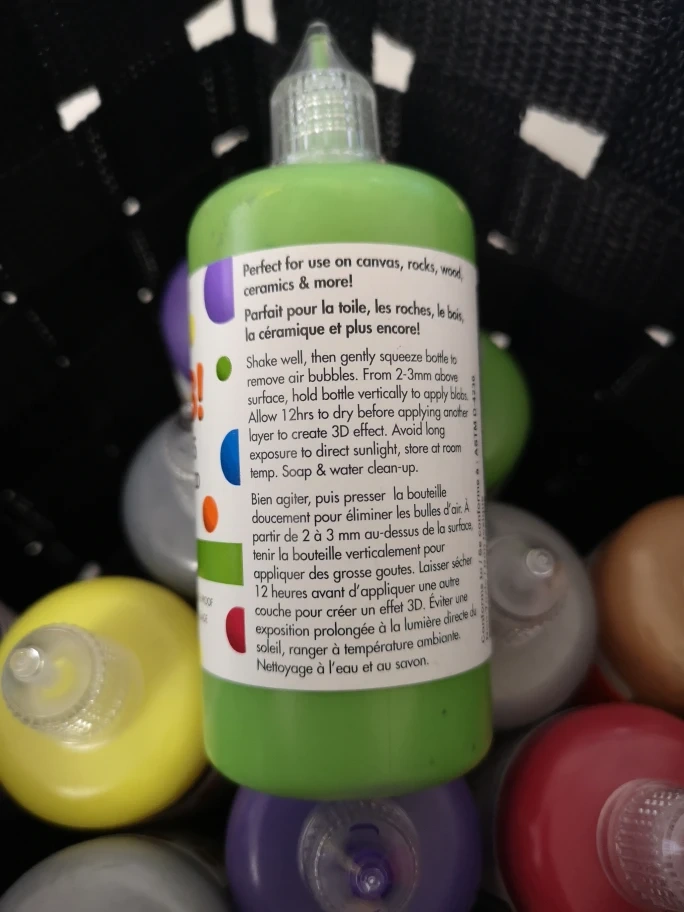 Perfect for use on canvas, rocks, wood,
ceramics & more!
Parfait pour la toile, les roches, le bois,
la céramique et plus encore!
Shake well, then gently squeeze bottle to
remove air bubbles. From 2-3mm above
surface, hold bottle vertically to apply blobs.
Allow 12hrs to dry before applying another
layer to create 3D effect. Avoid long
exposure to direct sunlight, store at room
temp. Soap & water clean-up.
Bien agiter, puis presser la bouteille
doucement pour éliminer les bulles d'air. À
partir de 2 à 3 mm au-dessus de la surface,
tenir la bouteille verticalement pour
appliquer des grosse goutes. Laisser sécher
12 heures avant d'appliquer une autre
couche pour créer un effet 3D. Éviter une
exposition prolongée à la lumière directe du
soleil, ranger à température ambiante.
Nettoyage à l'eau et au savon.
Conforms to / Se conforme à : ASTM D-4236